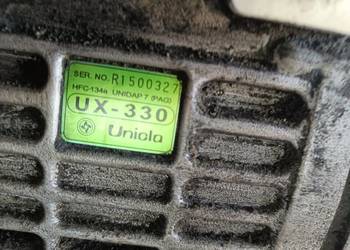 SER. NO. R1500327
HFC-134a UNIDAP 7 (PAG)
UX-330
Unicla